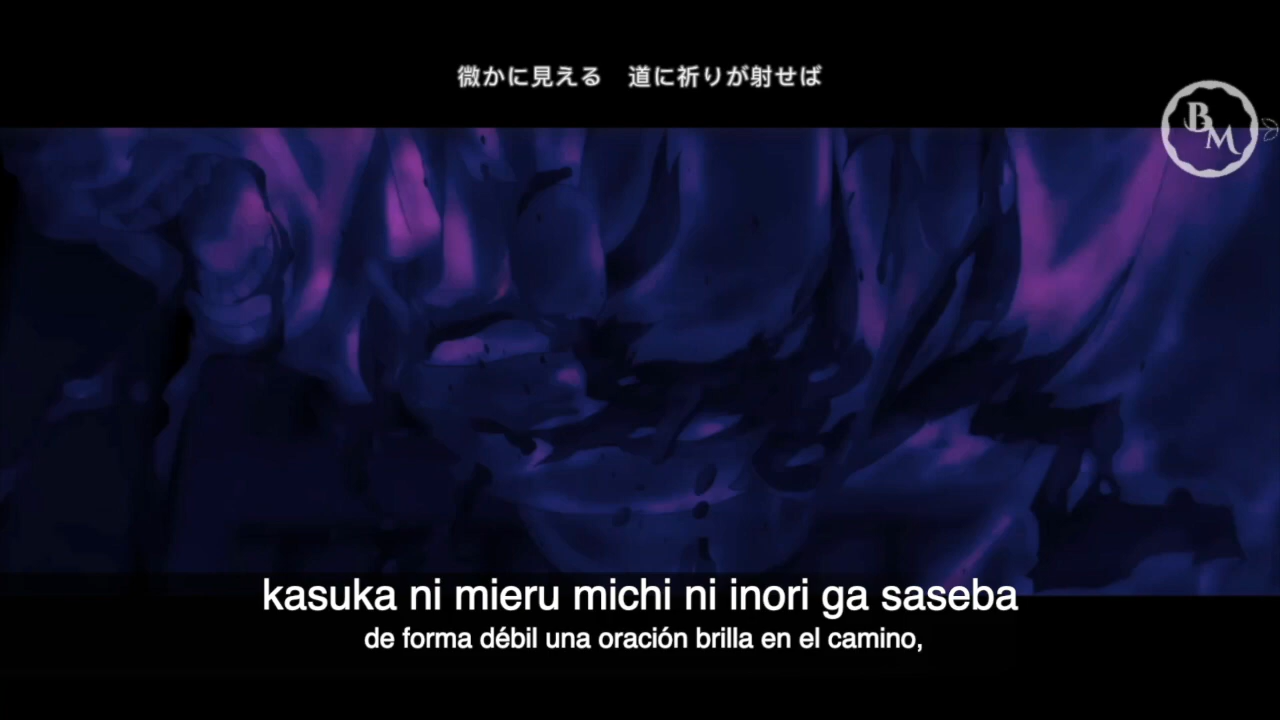 微かに見える　道に祈りが射せば
BM
kasuka ni mieru michi ni inori ga saseba
de forma débil una oración brilla en el camino,